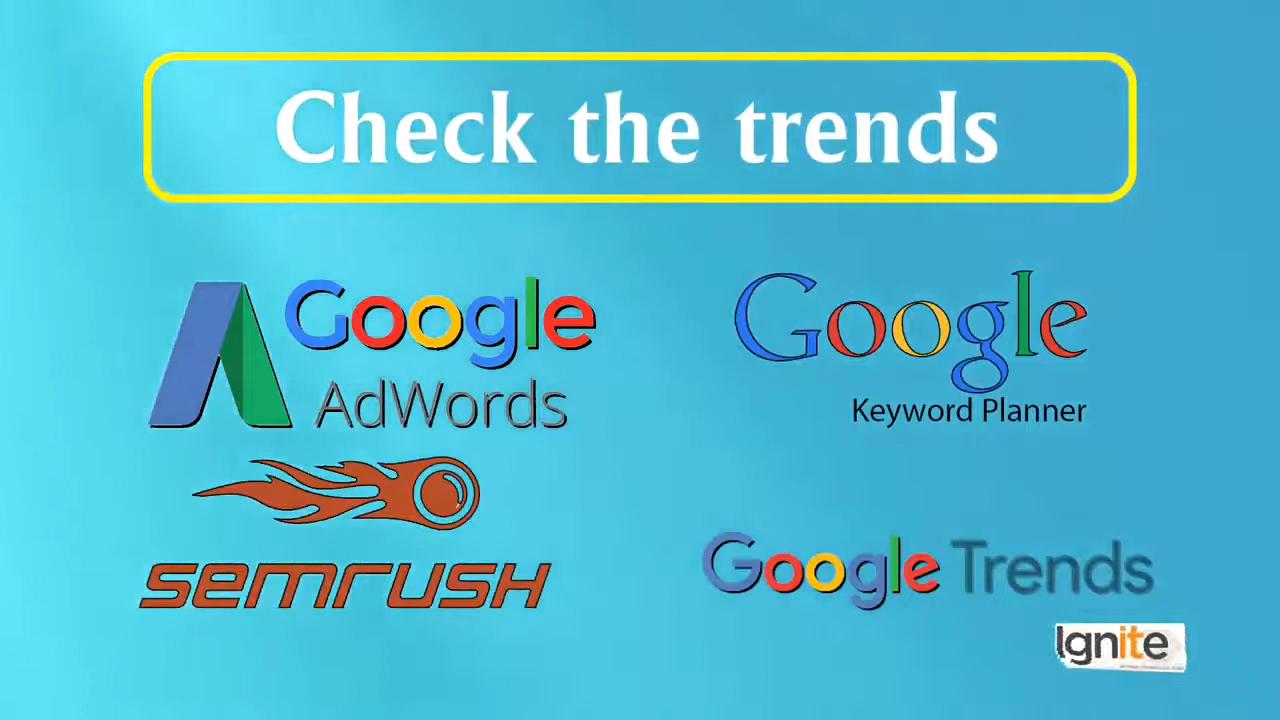 Check the trends
Google
AdWords
Google
Keyword Planner
semrush
Google Trends
Ignite